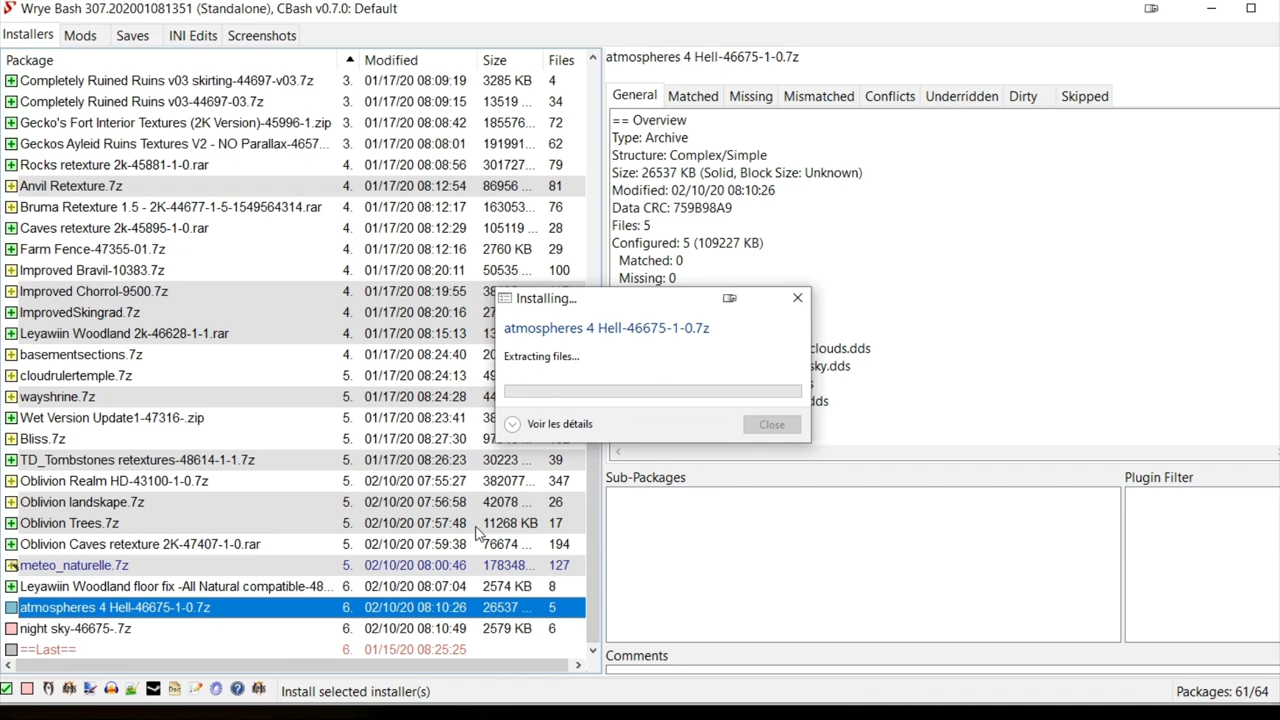 Wrye Bash 307.202001081351 (Standalone), CBash v0.7.0: Default
Installers Mods Saves INI Edits Screenshots
Package Modified Size Files
Completely Ruined Ruins v03 skirting-44697-v03.7z 3. 01/17/20 08:09:19 3285 KB 4
Completely Ruined Ruins v03-44697-03.7z 3. 01/17/20 08:09:15 13519 ... 34
Gecko's Fort Interior Textures (2K Version)-45996-1.zip 3. 01/17/20 08:08:42 185576... 72
Geckos Ayleid Ruins Textures V2 - NO Parallax-4657... 3. 01/17/20 08:08:01 191991... 62
Rocks retexture 2k-45881-1-0.rar 4. 01/17/20 08:08:56 301727... 79
Anvil Retexture.7z 4. 01/17/20 08:12:54 86956 ... 81
Bruma Retexture 1.5 - 2K-44677-1-5-1549564314.rar 4. 01/17/20 08:12:17 163053... 76
Caves retexture 2k-45895-1-0.rar 4. 01/17/20 08:12:29 105119 ... 28
Farm Fence-47355-01.7z 4. 01/17/20 08:12:16 2760 KB 29
Improved Bravil-10383.7z 4. 01/17/20 08:20:11 50535 ... 100
Improved Chorrol-9500.7z 4. 01/17/20 08:19:55
ImprovedSkingrad.7z 4. 01/17/20 08:20:16
Leyawiin Woodland 2k-46628-1-1.rar 4. 01/17/20 08:15:13
basementsections.7z 4. 01/17/20 08:24:40
cloudrulertemple.7z 5. 01/17/20 08:24:13
wayshrine.7z 5. 01/17/20 08:24:28
Wet Version Update1-47316-.zip 5. 01/17/20 08:23:41
Bliss.7z 5. 01/17/20 08:27:30
TD_Tombstones retextures-48614-1-1.7z 5. 01/17/20 08:26:23 30223 ... 39
Oblivion Realm HD-43100-1-0.7z 5. 02/10/20 07:55:27 382077... 347
Oblivion landscape.7z 5. 02/10/20 07:56:58 42078 ... 26
Oblivion Trees.7z 5. 02/10/20 07:57:48 11268 KB 17
Oblivion Caves retexture 2K-47407-1-0.rar 5. 02/10/20 07:59:38 76674 ... 194
meteo_naturelle.7z 5. 02/10/20 08:00:46 178348... 127
Leyawiin Woodland floor fix -All Natural compatible-48... 6. 02/10/20 08:07:04 2574 KB 8
atmospheres 4 Hell-46675-1-0.7z 6. 02/10/20 08:10:26 26537 ... 5
night sky-46675-.7z 6. 02/10/20 08:10:49 2579 KB 6
==Last== 6. 01/15/20 08:25:25
atmospheres 4 Hell-46675-1-0.7z
General Matched Missing Mismatched Conflicts Underridden Dirty Skipped
== Overview
Type: Archive
Structure: Complex/Simple
Size: 26537 KB (Solid, Block Size: Unknown)
Modified: 02/10/20 08:10:26
Data CRC: 759B98A9
Files: 5
Configured: 5 (109227 KB)
Matched: 0
Missing: 0
clouds.dds
sky.dds
dds
Installing...
atmospheres 4 Hell-46675-1-0.7z
Extracting files...
Voir les détails
Close
Sub-Packages Plugin Filter
Comments
Install selected installer(s) Packages: 61/64